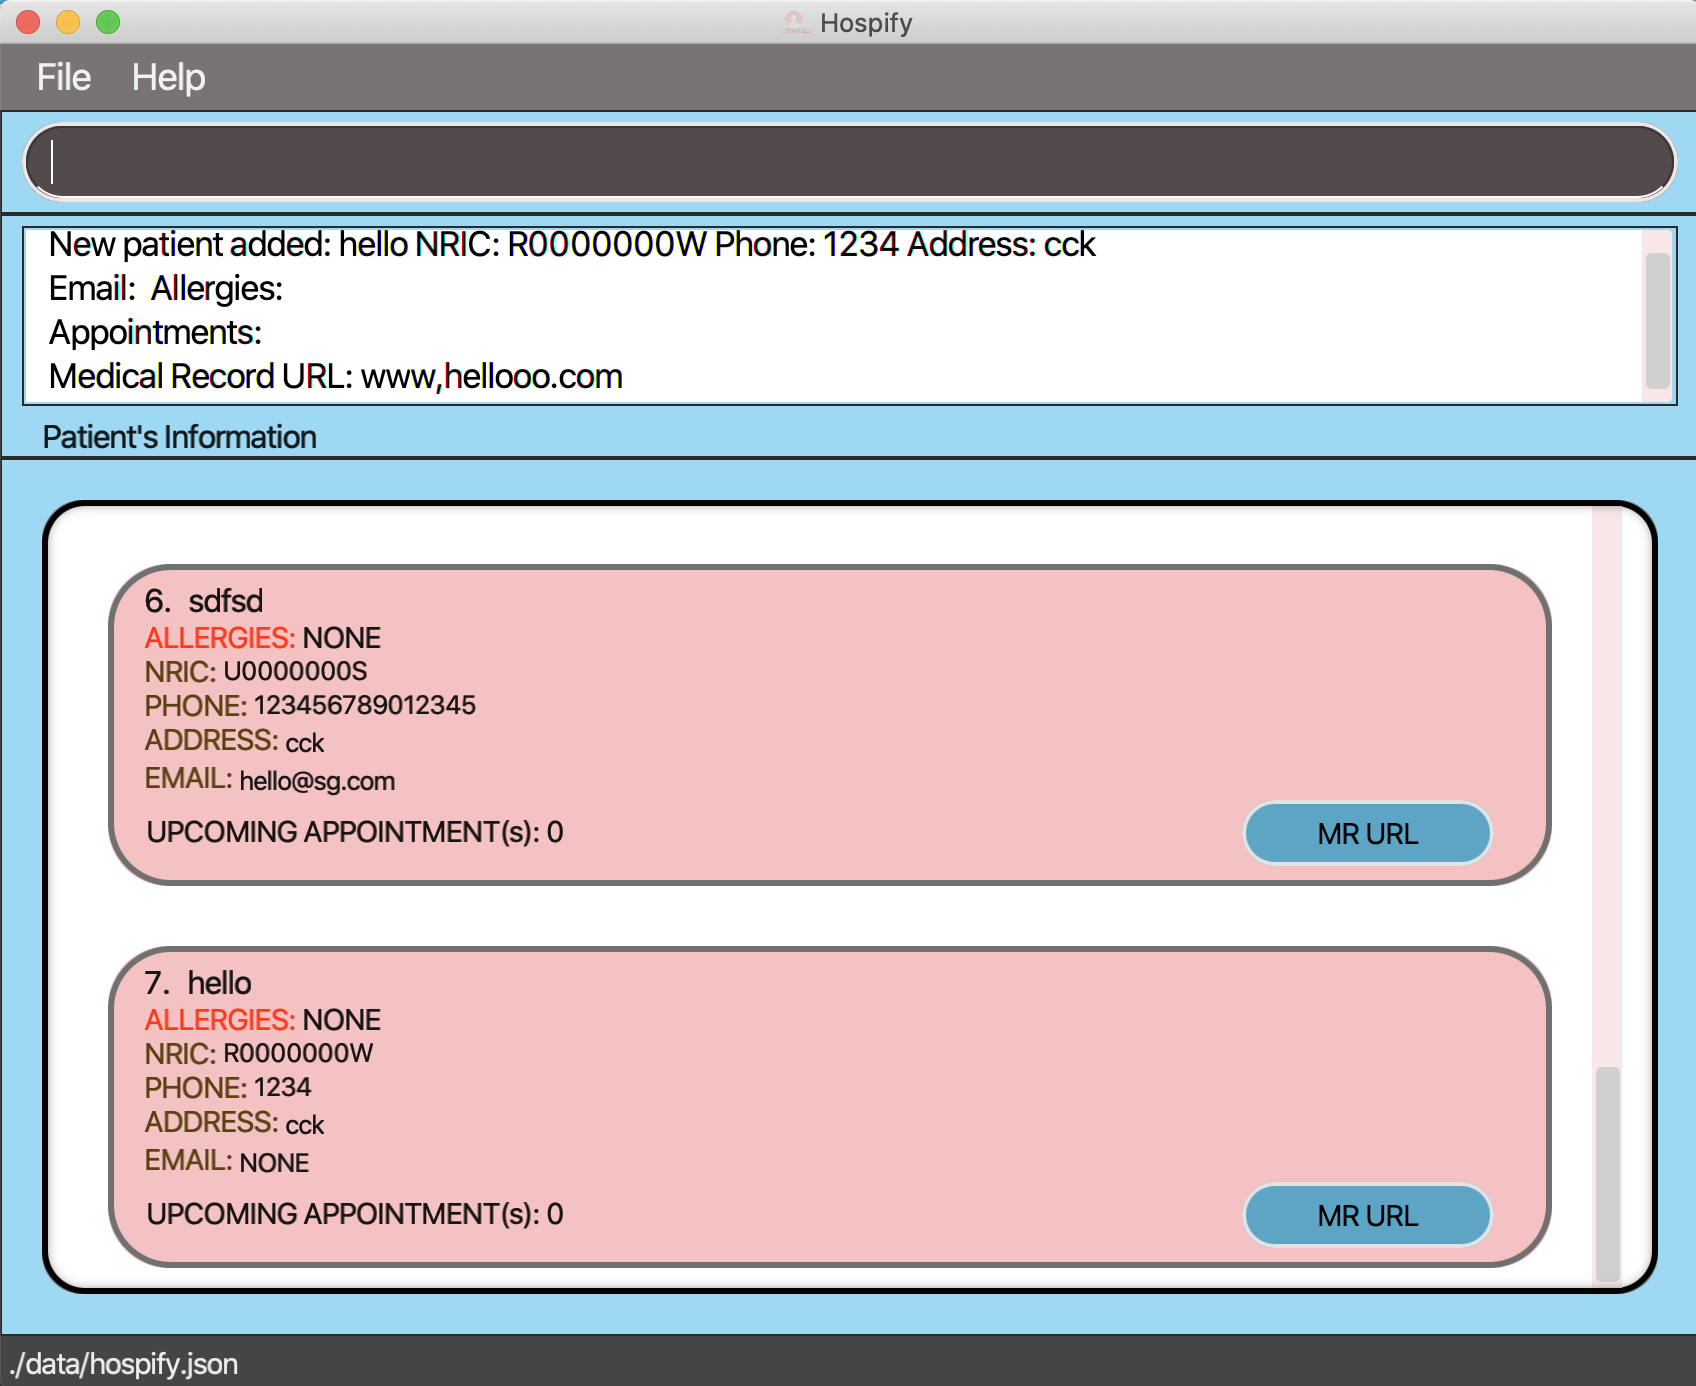 Hospify
File Help
New patient added: hello NRIC: R0000000W Phone: 1234 Address: cck
Email: Allergies:
Appointments:
Medical Record URL: www,hellooo.com
Patient's Information
6. sdfsd
ALLERGIES: NONE
NRIC: U0000000S
PHONE: 123456789012345
ADDRESS: cck
EMAIL: hello@sg.com
UPCOMING APPOINTMENT(s): 0
MR URL
7. hello
ALLERGIES: NONE
NRIC: R0000000W
PHONE: 1234
ADDRESS: cck
EMAIL: NONE
UPCOMING APPOINTMENT(s): 0
MR URL
./data/hospify.json